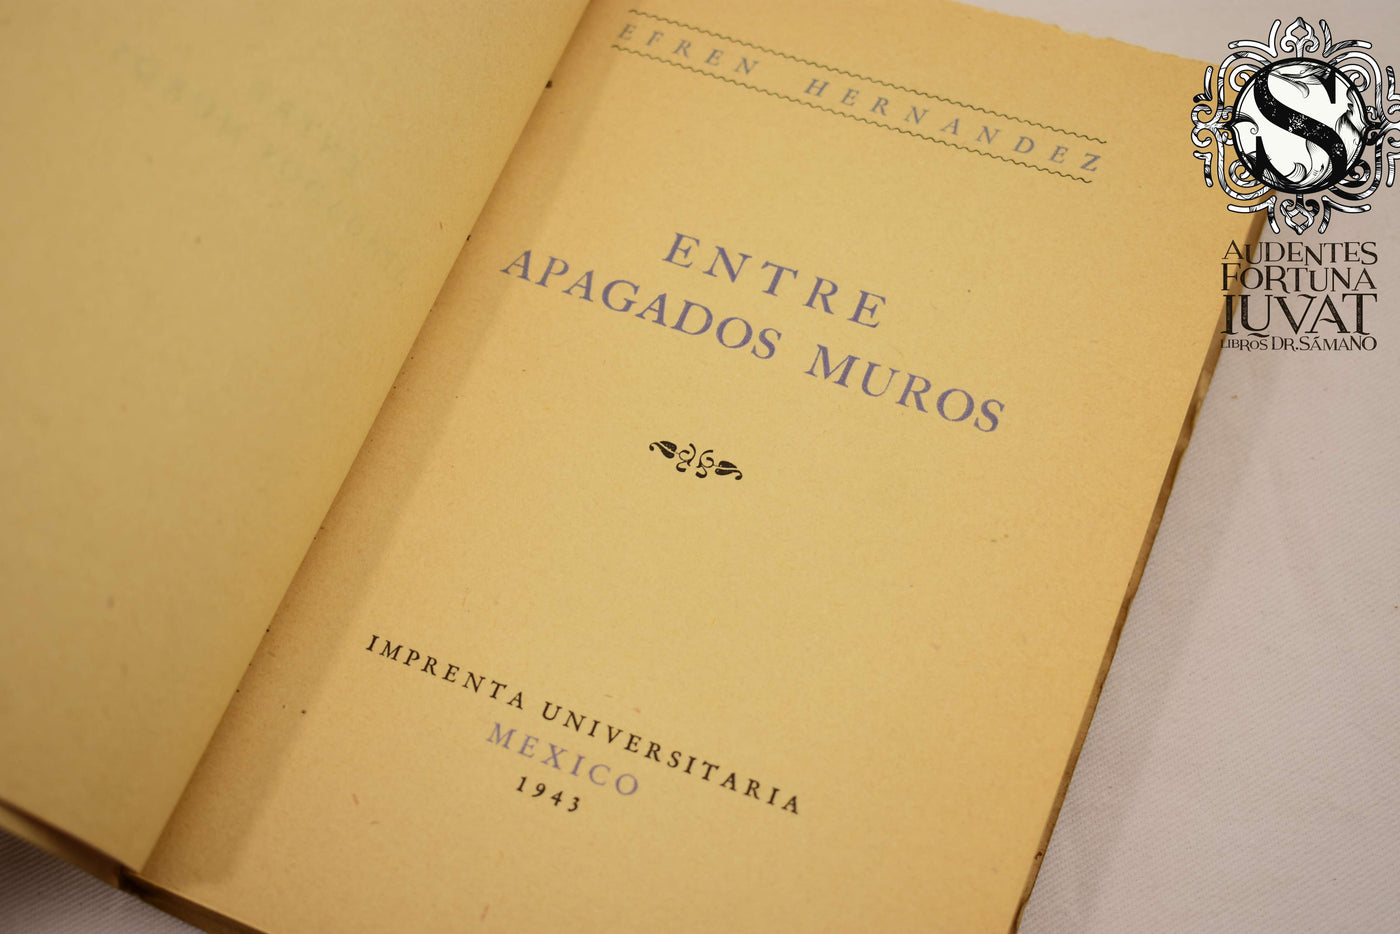 EFREN HERNANDEZ
ENTRE
APAGADOS MUROS
IMPRENTA UNIVERSITARIA
MEXICO
1943
S
AUDENTES
FORTUNA
IUVAT
LIBROS DR. SÁMANO